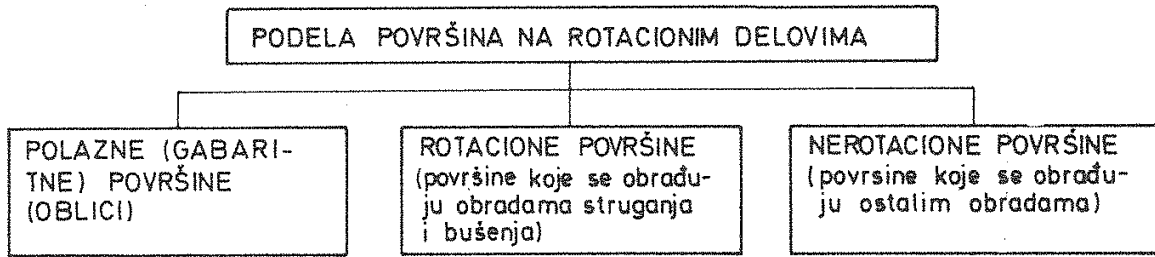 PODELA POVRŠINA NA ROTACIONIM DELOVIMA
POLAZNE (GABARI-
TNE) POVRŠINE
(OBLICI)
ROTACIONE POVRŠINE
(površine koje se obrađu-
ju obradama struganja
i bušenja)
NEROTACIONE POVRŠINE
(povrsine koje se obrađu-
ju ostalim obradama)